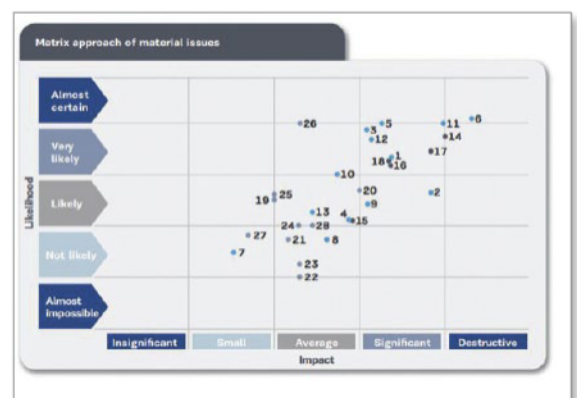 Matrix approach of material issues
Almost
certain
Very
likely
Likely
Not likely
Almost
impossible
Likelihood
26
5
11
6
3
12
14
17
1
18
16
10
20
2
25
19
9
13
4
15
24
28
27
21
8
7
23
22
Insignificant
Small
Average
Significant
Destructive
Impact